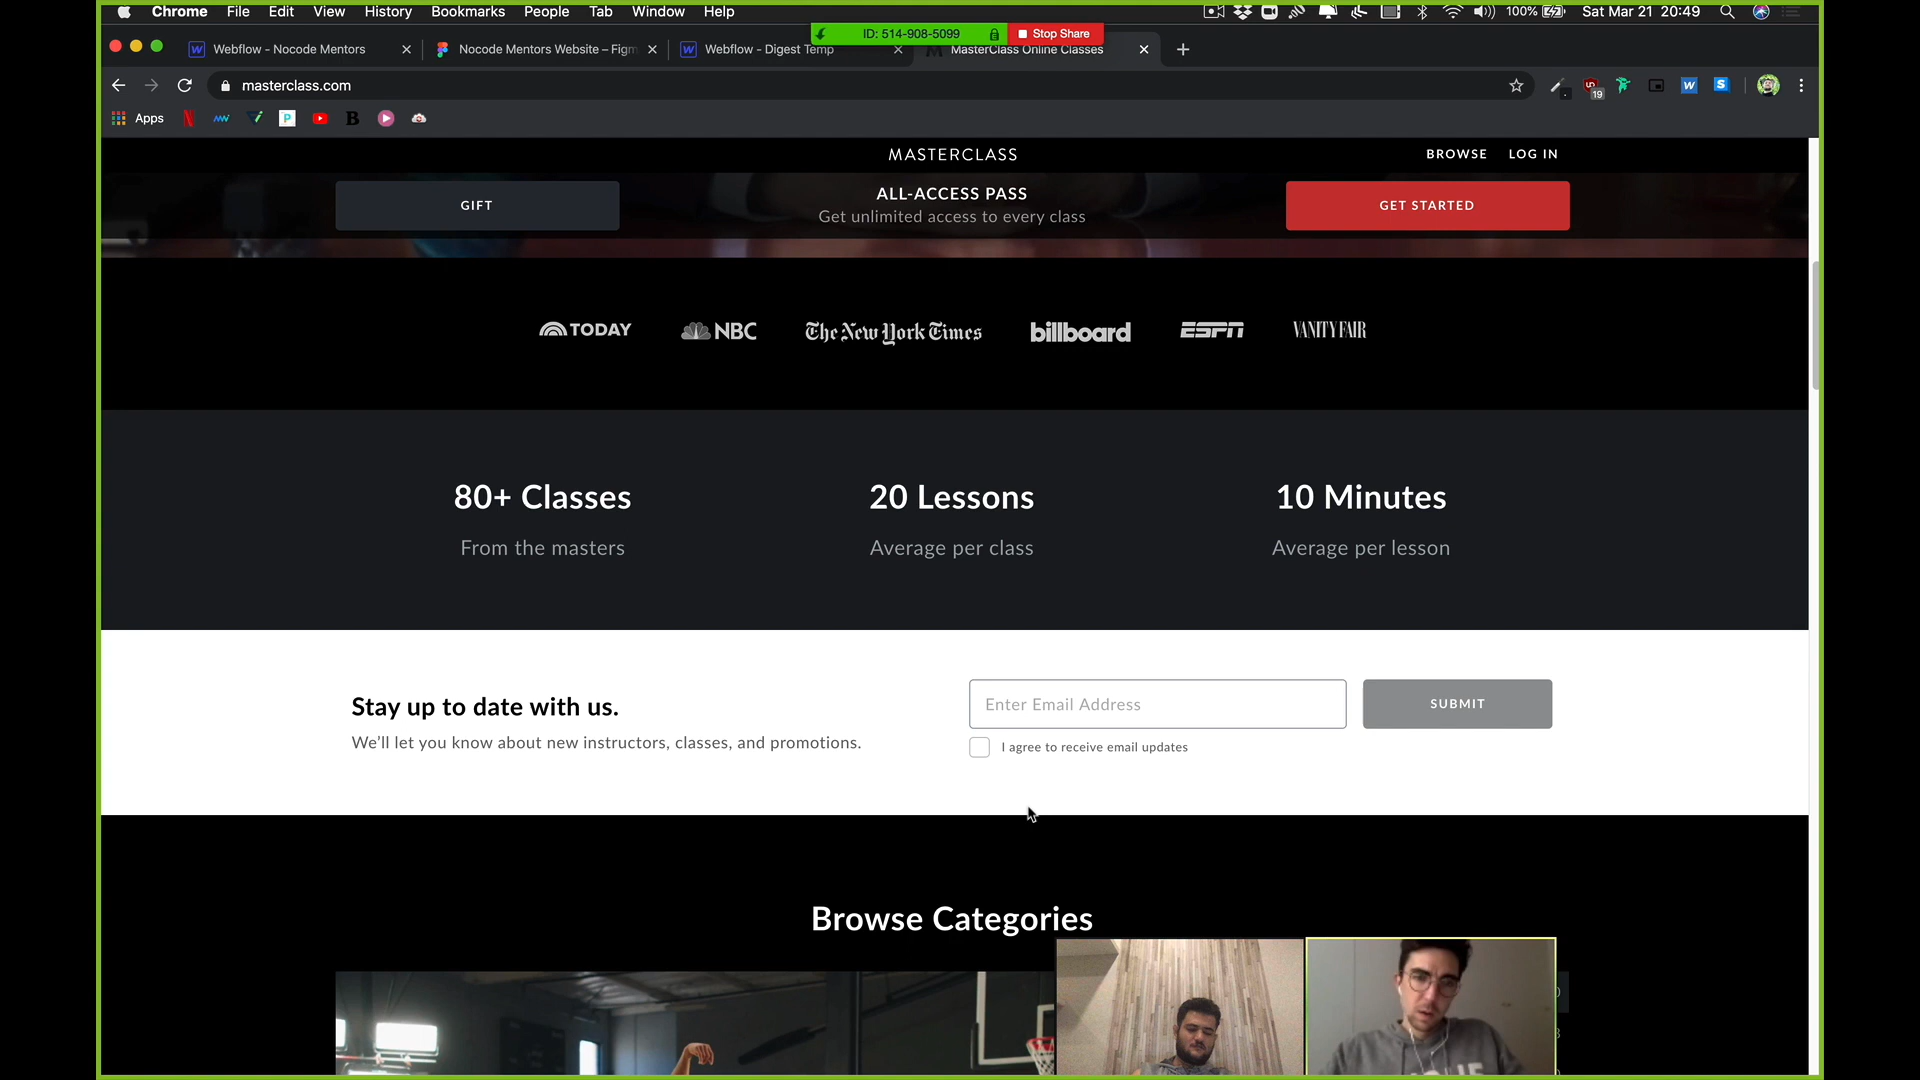 Chrome File Edit View History Bookmarks People Tab Window Help 100% Sat Mar 21 20:49
ID: 514-908-5099 Stop Share
Webflow - Nocode Mentors Nocode Mentors Website – Figm Webflow - Digest Temp MasterClass Online Classes
masterclass.com 19
Apps
MASTERCLASS BROWSE LOG IN
GIFT ALL-ACCESS PASS GET STARTED
Get unlimited access to every class
TODAY NBC The New York Times billboard ESPN VANITY FAIR
80+ Classes 20 Lessons 10 Minutes
From the masters Average per class Average per lesson
Stay up to date with us. Enter Email Address SUBMIT
We'll let you know about new instructors, classes, and promotions. I agree to receive email updates
Browse Categories